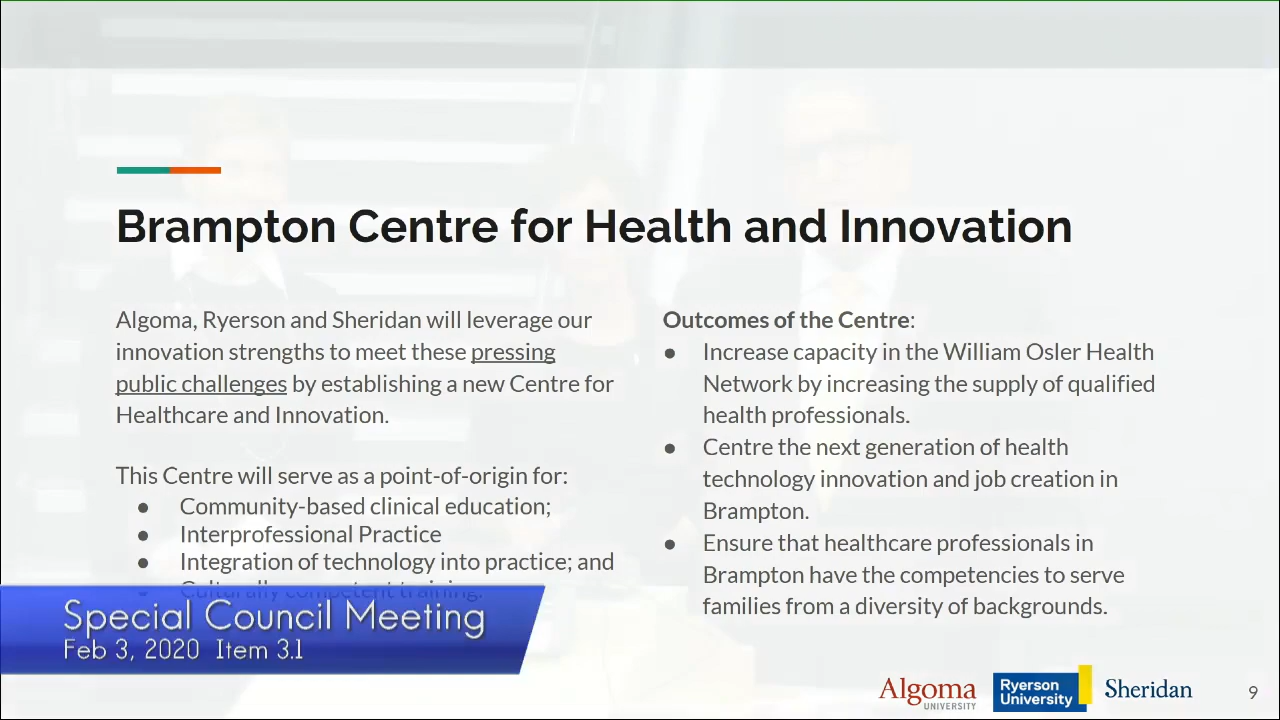 Brampton Centre for Health and Innovation
Algoma, Ryerson and Sheridan will leverage our
innovation strengths to meet these pressing
public challenges by establishing a new Centre for
Healthcare and Innovation.
This Centre will serve as a point-of-origin for:
● Community-based clinical education;
● Interprofessional Practice
● Integration of technology into practice; and
● Culturally competent training.
Outcomes of the Centre:
● Increase capacity in the William Osler Health
Network by increasing the supply of qualified
health professionals.
● Centre the next generation of health
technology innovation and job creation in
Brampton.
● Ensure that healthcare professionals in
Brampton have the competencies to serve
families from a diversity of backgrounds.
Special Council Meeting
Feb 3, 2020 Item 3.1
Algoma
UNIVERSITY
Ryerson
University
Sheridan
9